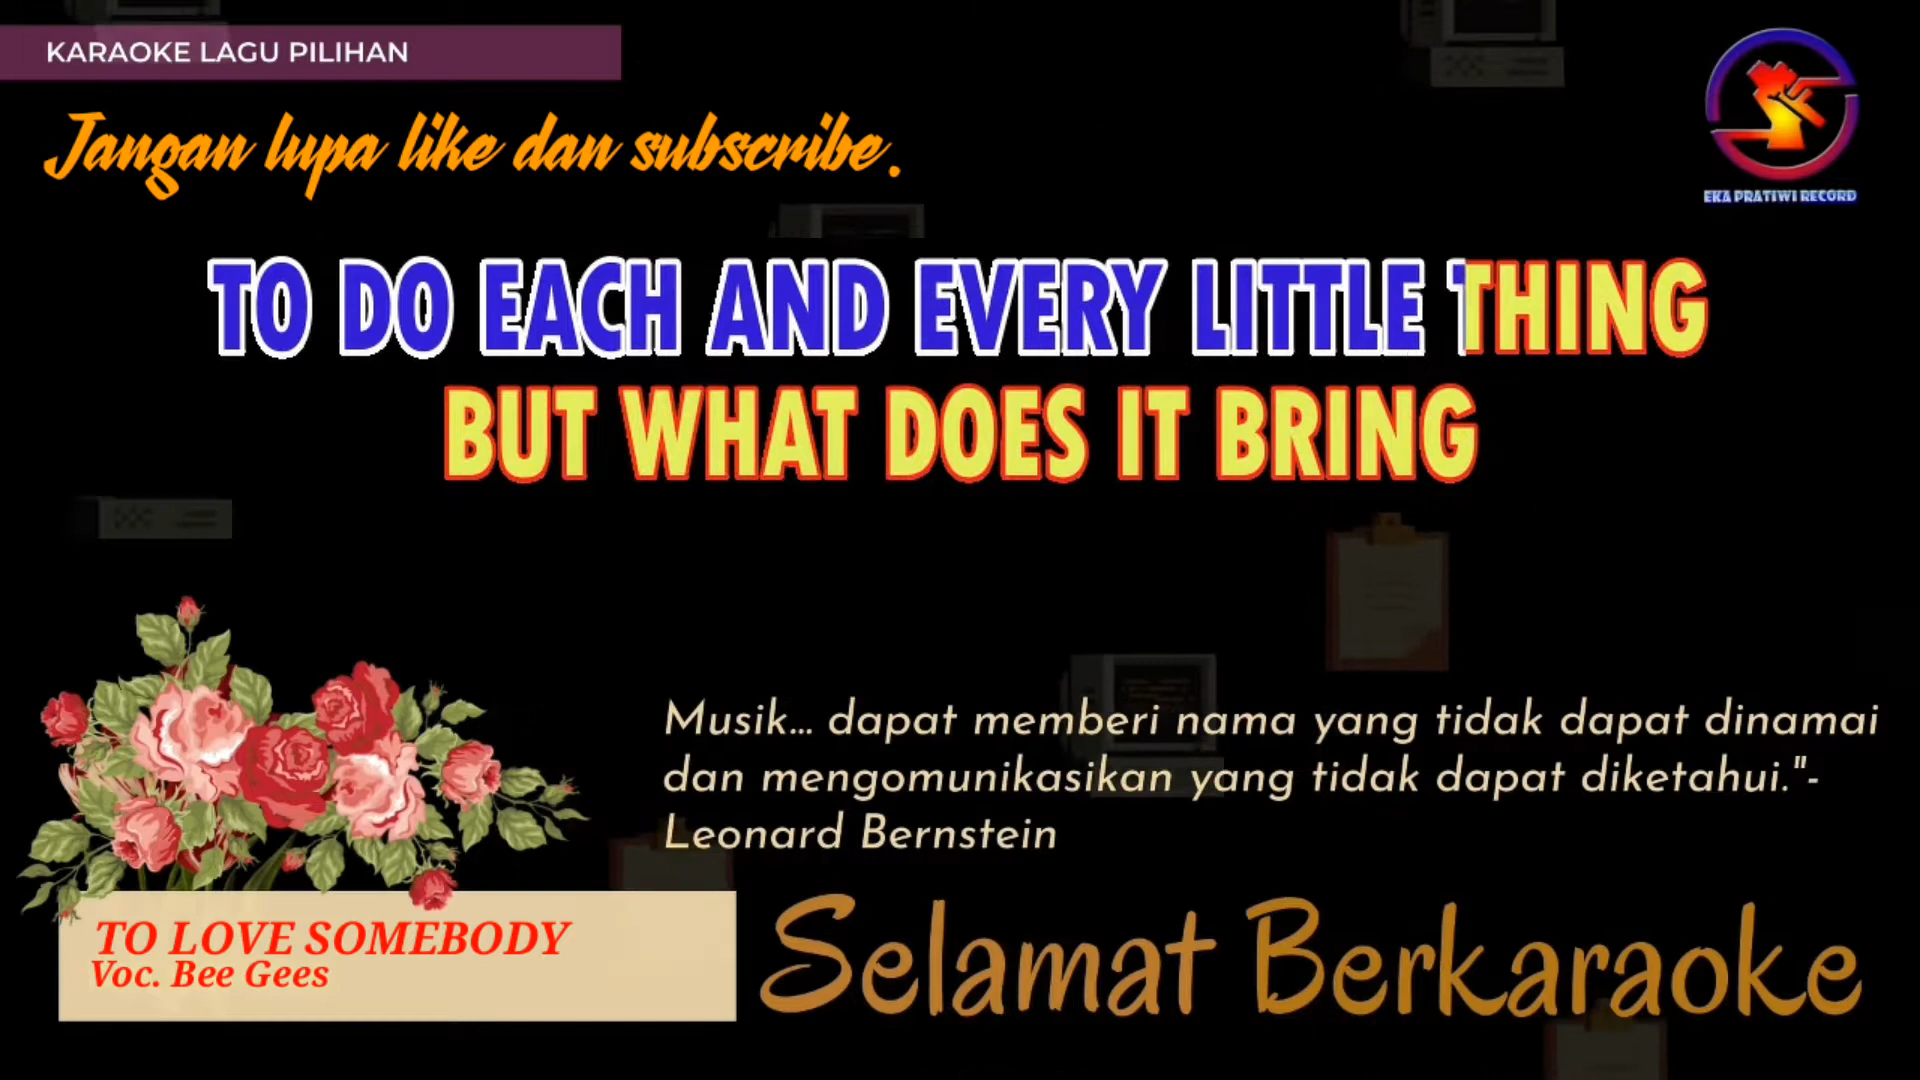 KARAOKE LAGU PILIHAN
Jangan lupa like dan subscribe.
EKA PRATIWI RECORD
TO DO EACH AND EVERY LITTLE THING
BUT WHAT DOES IT BRING
Musik... dapat memberi nama yang tidak dapat dinamai
dan mengomunikasikan yang tidak dapat diketahui."-
Leonard Bernstein
TO LOVE SOMEBODY
Voc. Bee Gees
Selamat Berkaraoke